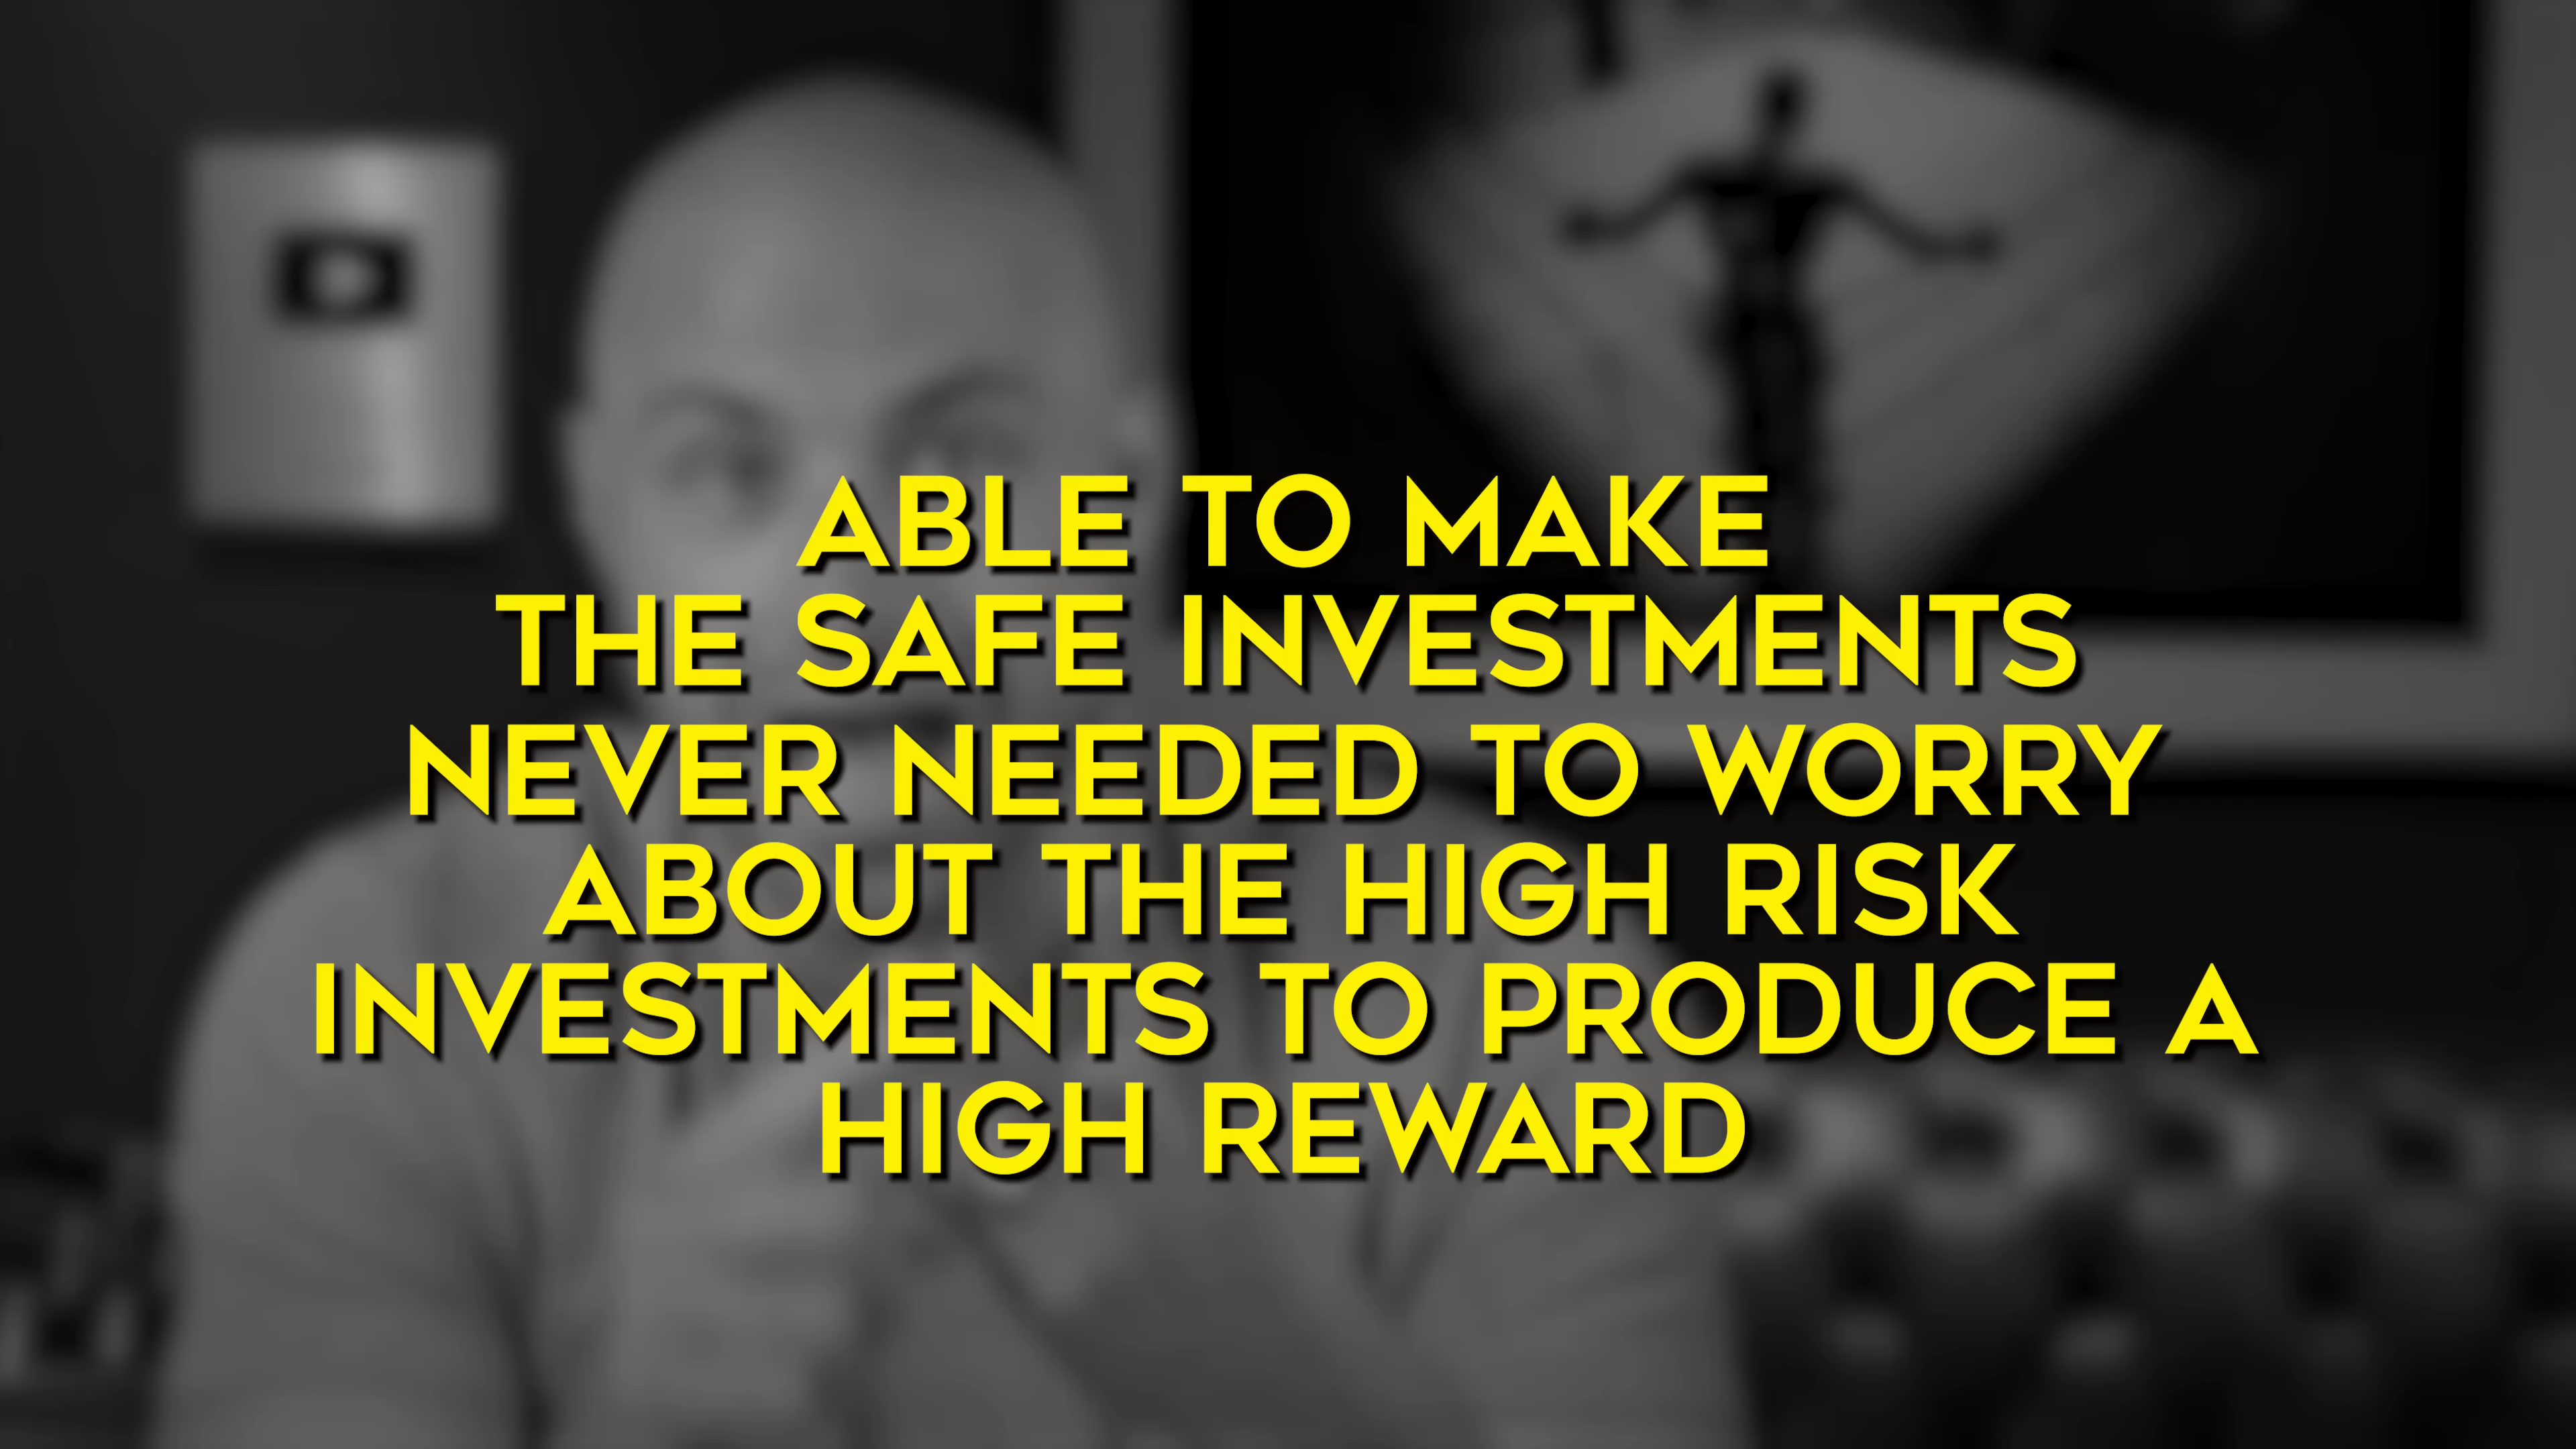 ABLE TO MAKE
THE SAFE INVESTMENTS
NEVER NEEDED TO WORRY
ABOUT THE HIGH RISK
INVESTMENTS TO PRODUCE A
HIGH REWARD